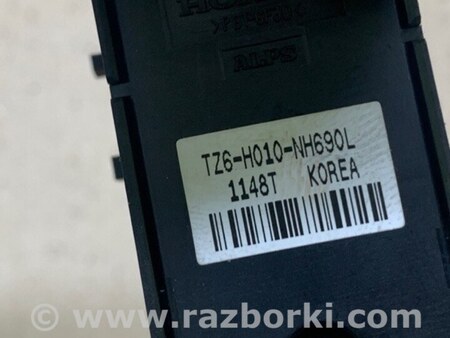 ALPS
TZ6-H010-NH690L
1148T KOREA
© www.razborki.com